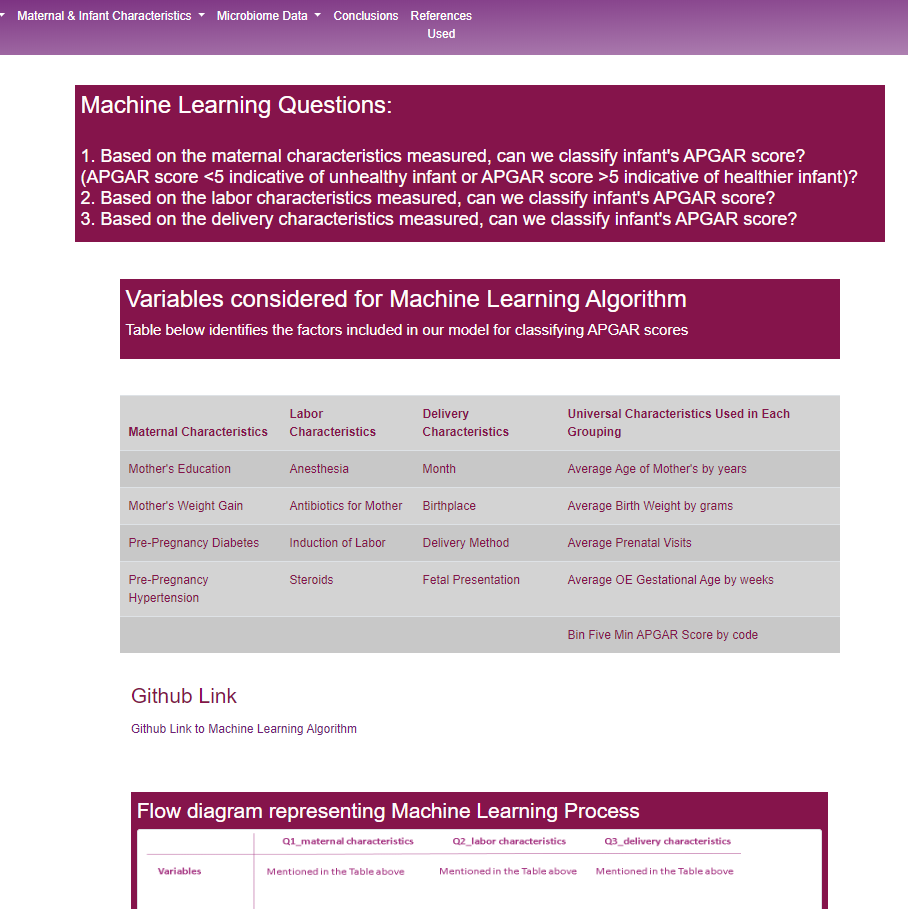 Maternal & Infant Characteristics Microbiome Data Conclusions References
Used
Machine Learning Questions:
1. Based on the maternal characteristics measured, can we classify infant's APGAR score?
(APGAR score <5 indicative of unhealthy infant or APGAR score >5 indicative of healthier infant)?
2. Based on the labor characteristics measured, can we classify infant's APGAR score?
3. Based on the delivery characteristics measured, can we classify infant's APGAR score?
Variables considered for Machine Learning Algorithm
Table below identifies the factors included in our model for classifying APGAR scores
Maternal Characteristics
Labor
Characteristics
Delivery
Characteristics
Universal Characteristics Used in Each
Grouping
Mother's Education Anesthesia Month Average Age of Mother's by years
Mother's Weight Gain Antibiotics for Mother Birthplace Average Birth Weight by grams
Pre-Pregnancy Diabetes Induction of Labor Delivery Method Average Prenatal Visits
Pre-Pregnancy
Hypertension
Steroids Fetal Presentation Average OE Gestational Age by weeks
Bin Five Min APGAR Score by code
Github Link
Github Link to Machine Learning Algorithm
Flow diagram representing Machine Learning Process
Q1_maternal characteristics Q2_labor characteristics Q3_delivery characteristics
Variables Mentioned in the Table above Mentioned in the Table above Mentioned in the Table above